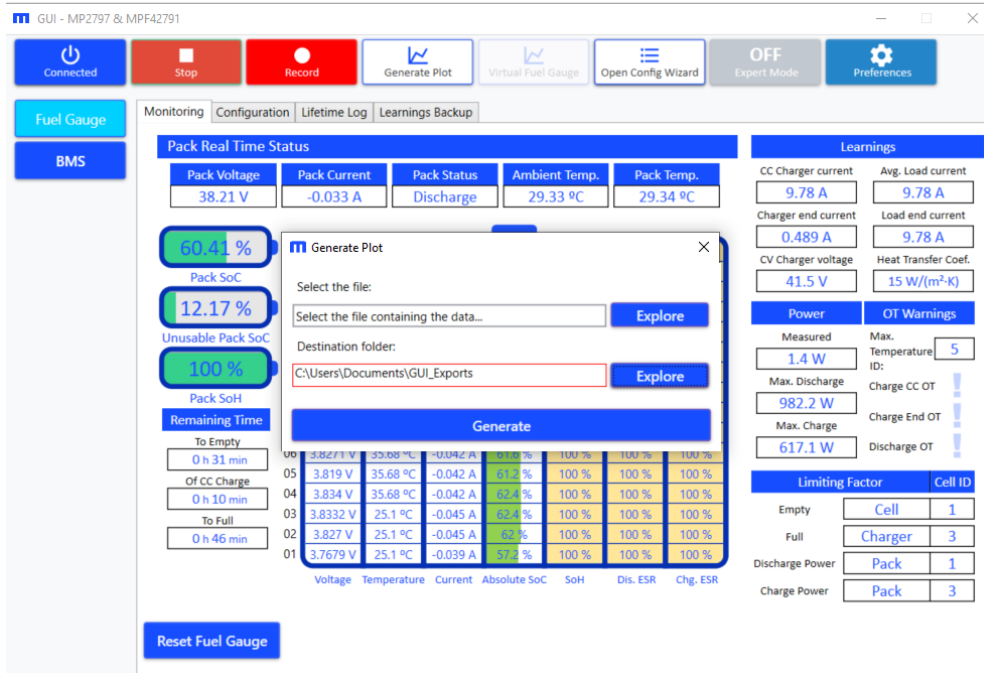 GUI - MP2797 & MPF42791
Connected
Stop
Record
Generate Plot
Virtual Fuel Gauge
Open Config Wizard
OFF
Expert Mode
Preferences
Fuel Gauge
BMS
Monitoring Configuration Lifetime Log Learnings Backup
Pack Real Time Status
Pack Voltage Pack Current Pack Status Ambient Temp. Pack Temp.
38.21 V -0.033 A Discharge 29.33 ºC 29.34 ºC
60.41 %
Pack SoC
12.17 %
Unusable Pack SoC
100 %
Pack SoH
Remaining Time
To Empty
0 h 31 min
Of CC Charge
0 h 10 min
To Full
0 h 46 min
Generate Plot
Select the file:
Select the file containing the data...
Explore
Destination folder:
C:\Users\Documents\GUI_Exports
Explore
Generate
06 3.8271 V 35.68 ºC -0.042 A 61.6 % 100 % 100 % 100 %
05 3.819 V 35.68 ºC -0.042 A 61.2 % 100 % 100 % 100 %
04 3.834 V 35.68 ºC -0.042 A 62.4 % 100 % 100 % 100 %
03 3.8332 V 25.1 ºC -0.045 A 62.4 % 100 % 100 % 100 %
02 3.827 V 25.1 ºC -0.045 A 62 % 100 % 100 % 100 %
01 3.7679 V 25.1 ºC -0.039 A 57.2 % 100 % 100 % 100 %
Voltage Temperature Current Absolute SoC SoH Dis. ESR Chg. ESR
Reset Fuel Gauge
Learnings
CC Charger current Avg. Load current
9.78 A 9.78 A
Charger end current Load end current
0.489 A 9.78 A
CV Charger voltage Heat Transfer Coef.
41.5 V 15 W/(m²·K)
Power
Measured
1.4 W
Max. Discharge
982.2 W
Max. Charge
617.1 W
OT Warnings
Max.
Temperature 5
ID:
Charge CC OT !
Charge End OT !
Discharge OT !
Limiting Factor Cell ID
Empty Cell 1
Full Charger 3
Discharge Power Pack 1
Charge Power Pack 3